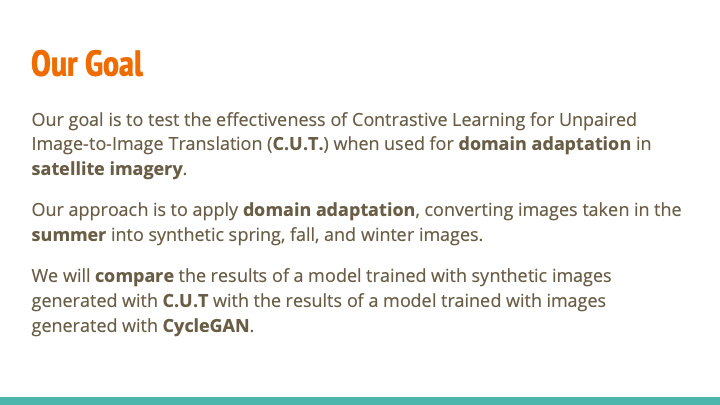 Our Goal
Our goal is to test the effectiveness of Contrastive Learning for Unpaired
Image-to-Image Translation (C.U.T.) when used for domain adaptation in
satellite imagery.
Our approach is to apply domain adaptation, converting images taken in the
summer into synthetic spring, fall, and winter images.
We will compare the results of a model trained with synthetic images
generated with C.U.T with the results of a model trained with images
generated with CycleGAN.